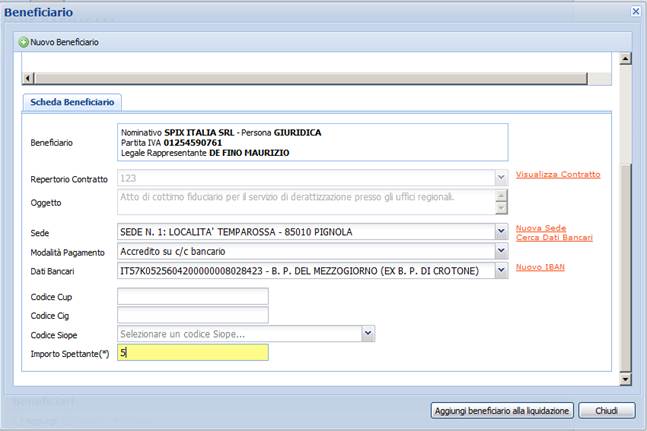 Beneficiario
Nuovo Beneficiario
Scheda Beneficiario
Beneficiario
Nominativo SPIX ITALIA SRL - Persona GIURIDICA
Partita IVA 01254590761
Legale Rappresentante DE FINO MAURIZIO
Repertorio Contratto 123 Visualizza Contratto
Oggetto Atto di cottimo fiduciario per il servizio di derattizzazione presso gli uffici regionali.
Sede SEDE N. 1: LOCALITA' TEMPAROSSA - 85010 PIGNOLA Nuova Sede
Cerca Dati Bancari
Modalità Pagamento Accredito su c/c bancario
Dati Bancari IT57K0525604200000008028423 - B. P. DEL MEZZOGIORNO (EX B. P. DI CROTONE) Nuovo IBAN
Codice Cup
Codice Cig
Codice Siope Selezionare un codice Siope...
Importo Spettante(*) 5
Aggiungi beneficiario alla liquidazione Chiudi